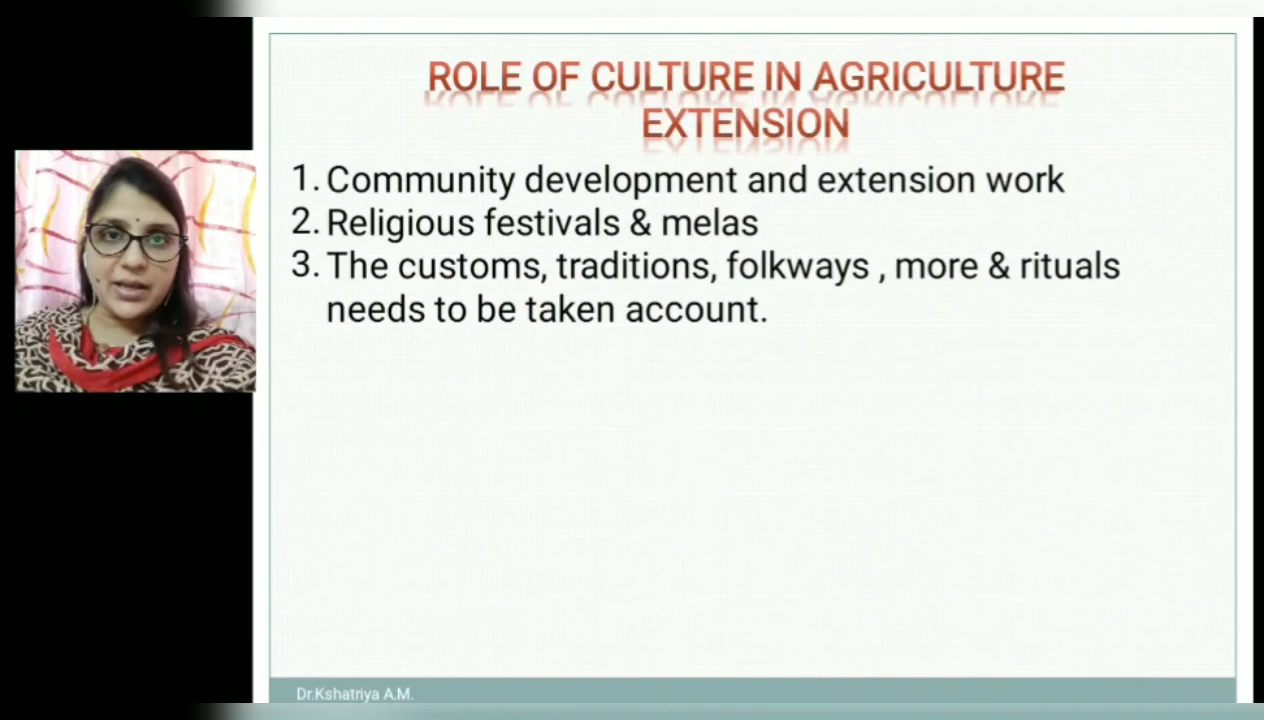 ROLE OF CULTURE IN AGRICULTURE
EXTENSION
1. Community development and extension work
2. Religious festivals & melas
3. The customs, traditions, folkways , more & rituals
needs to be taken account.
Dr.Kshatriya A.M.